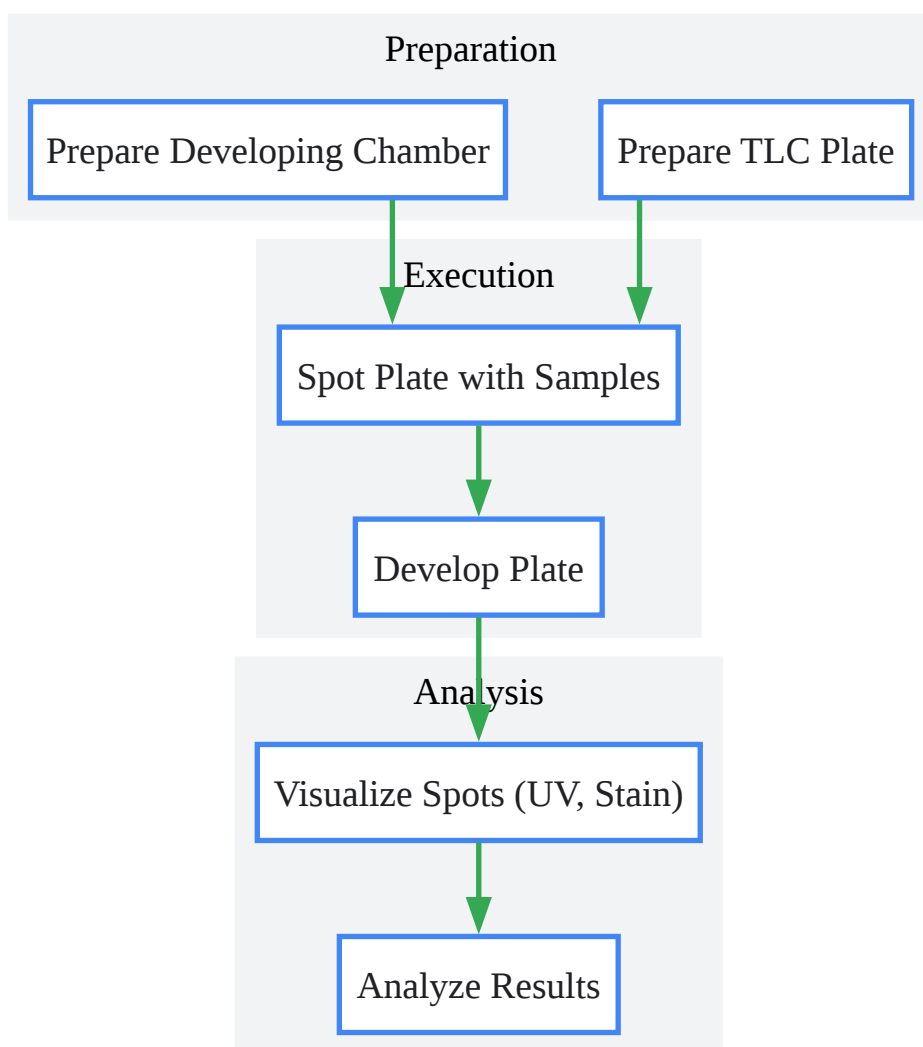 Preparation
Prepare Developing Chamber
Prepare TLC Plate
Execution
Spot Plate with Samples
Develop Plate
Analysis
Visualize Spots (UV, Stain)
Analyze Results